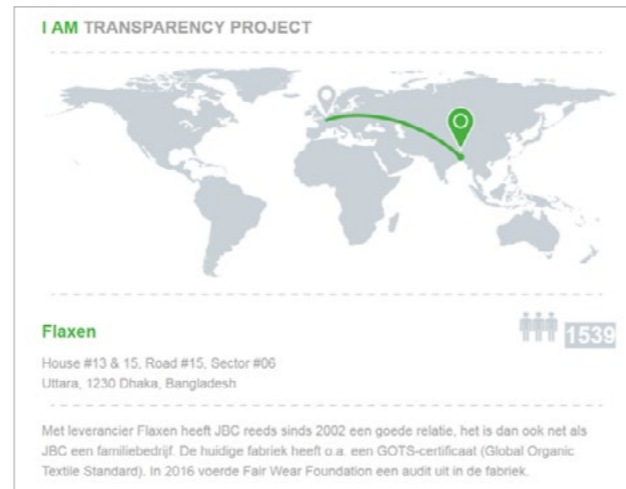 I AM TRANSPARENCY PROJECT
Flaxen
1539
House #13 & 15, Road #15, Sector #06
Uttara, 1230 Dhaka, Bangladesh
Met leverancier Flaxen heeft JBC reeds sinds 2002 een goede relatie, het is dan ook net als
JBC een familiebedrijf. De huidige fabriek heeft o.a. een GOTS-certificaat (Global Organic
Textile Standard). In 2016 voerde Fair Wear Foundation een audit uit in de fabriek.